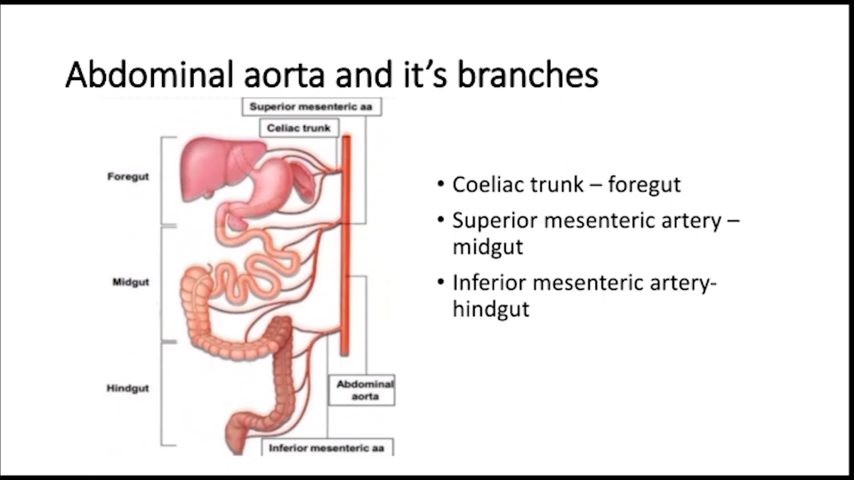 Abdominal aorta and it's branches
Superior mesenteric aa
Celiac trunk
Foregut
Midgut
Hindgut
Abdominal
aorta
Inferior mesenteric aa
• Coeliac trunk – foregut
• Superior mesenteric artery –
midgut
• Inferior mesenteric artery-
hindgut